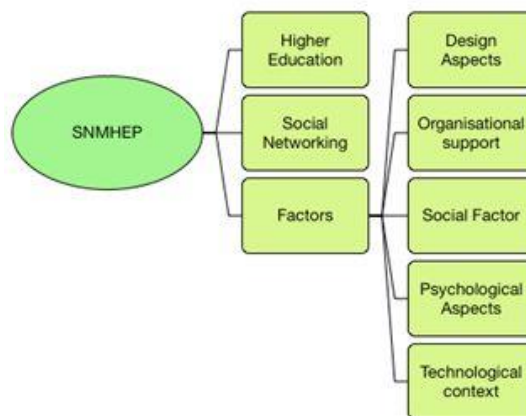 SNMHEP
Higher
Education
Social
Networking
Factors
Design
Aspects
Organisational
support
Social Factor
Psychological
Aspects
Technological
context